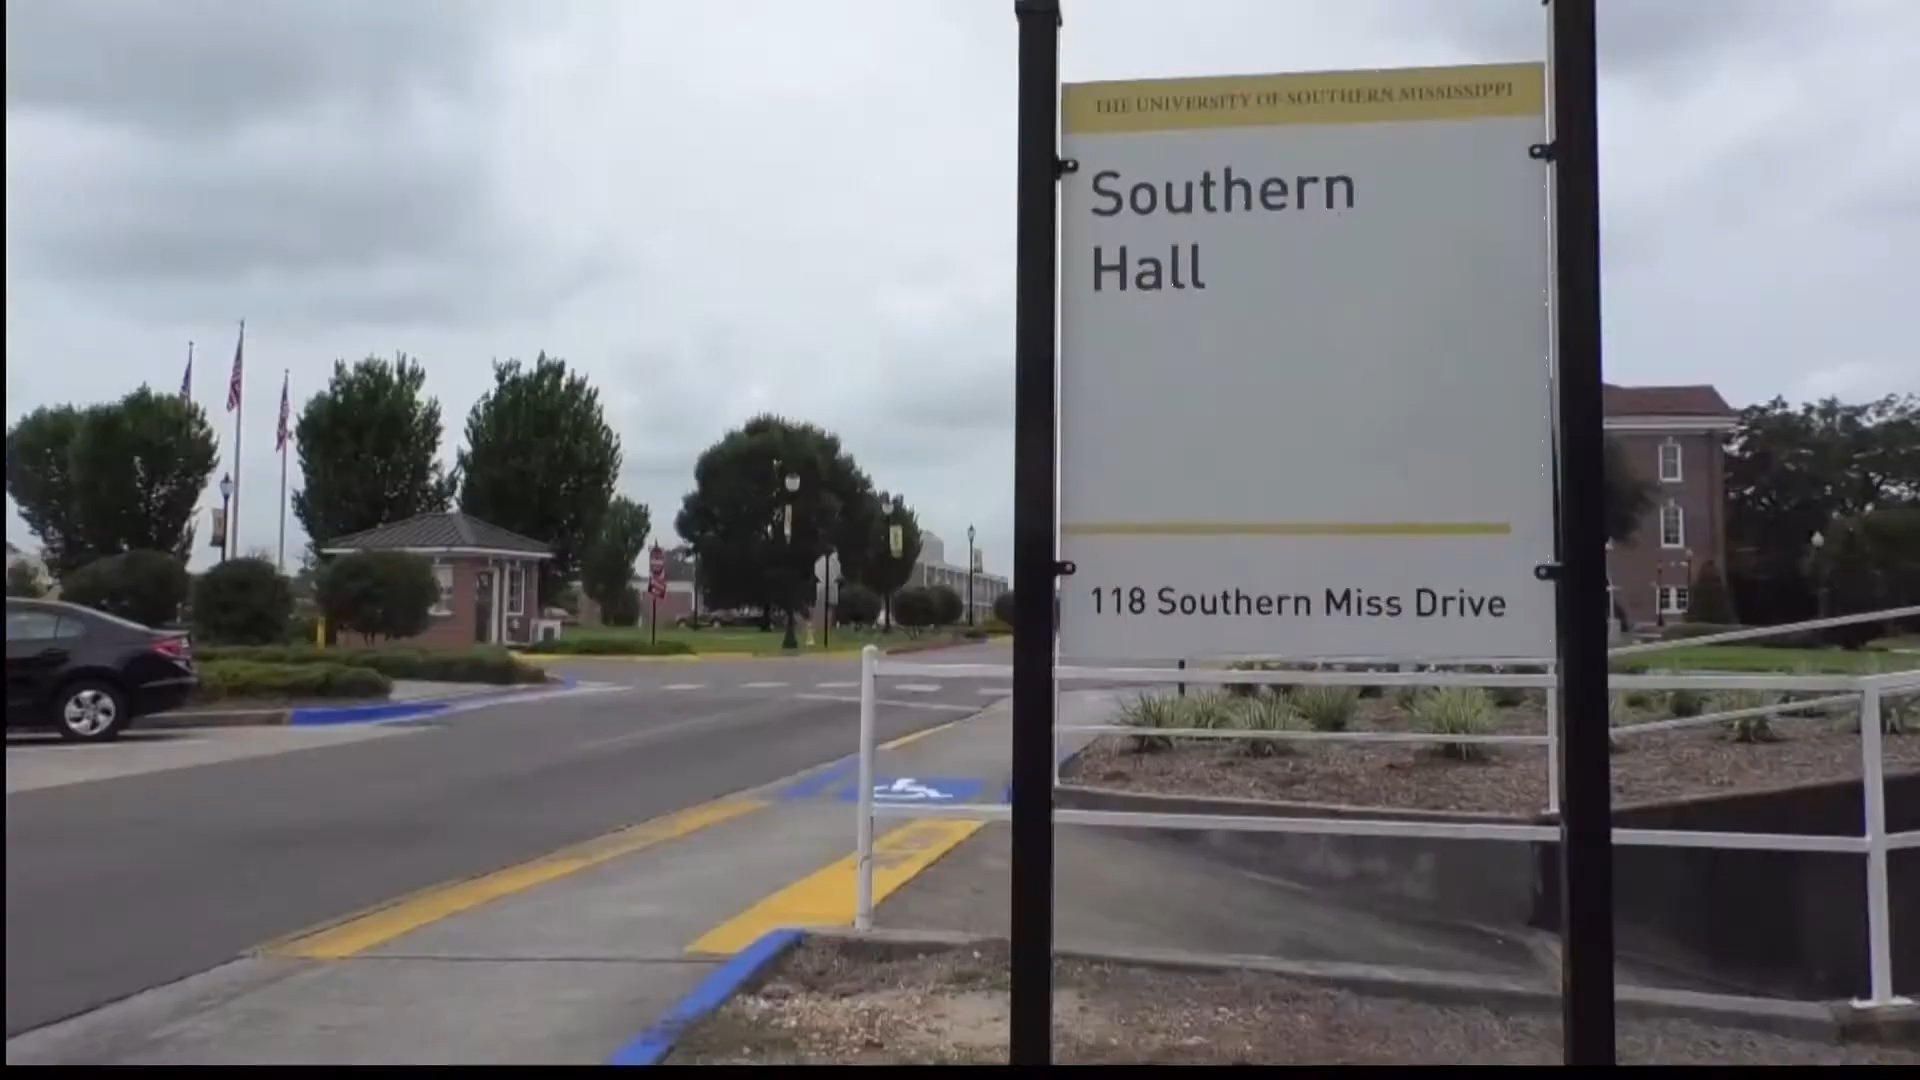 THE UNIVERSITY OF SOUTHERN MISSISSIPPI
Southern
Hall
118 Southern Miss Drive